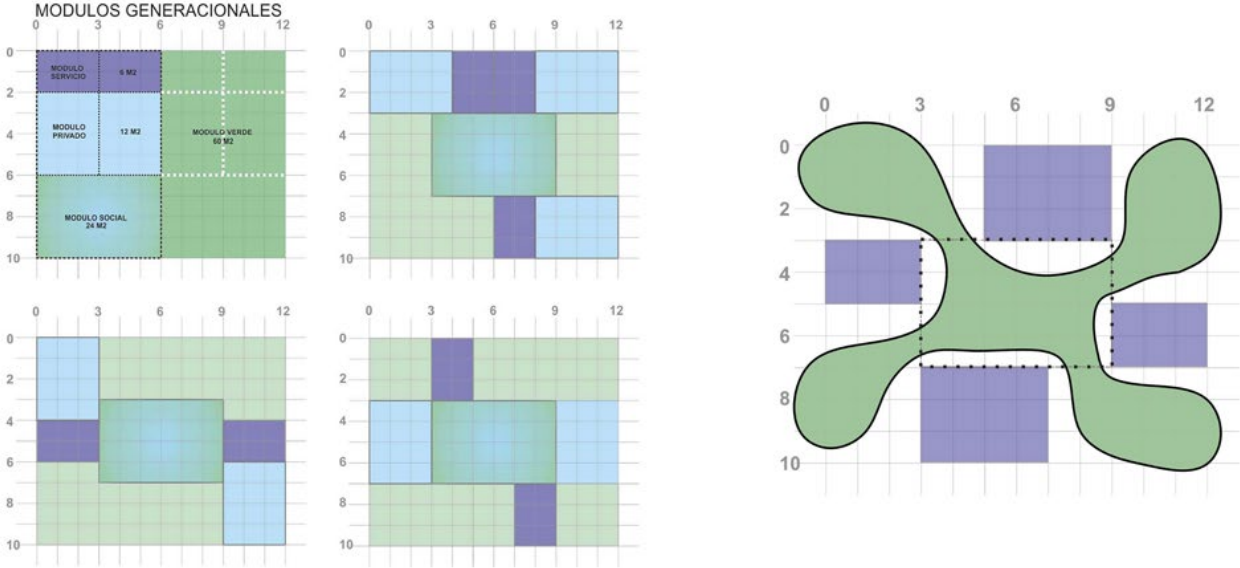 MODULOS GENERACIONALES
0 3 6 9 12
0
MODULO
SERVICIO
6 M2
2
MODULO
PRIVADO
12 M2
MODULO VERDE
60 M2
4
6
MODULO SOCIAL
24 M2
8
10
0 3 6 9 12
0
2
4
6
8
10
0 3 6 9 12
0
2
4
6
8
10
0 3 6 9 12
0
2
4
6
8
10
0 3 6 9 12
0
2
4
6
8
10